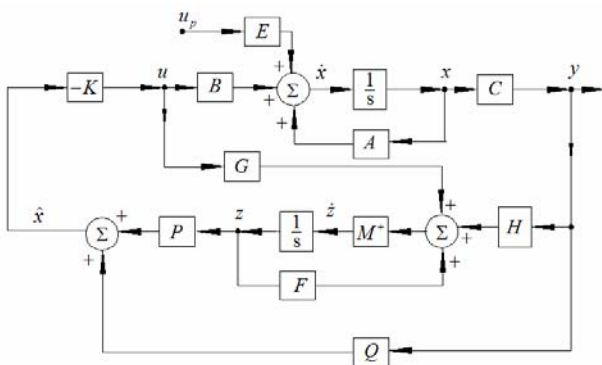 u_p
E
+
u
ẋ
x
y
−K
B
+
Σ
1/s
C
+
A
G
+
x̂
z
ż
+
Σ
P
1/s
M⁺
Σ
+
H
+
F
+
Q